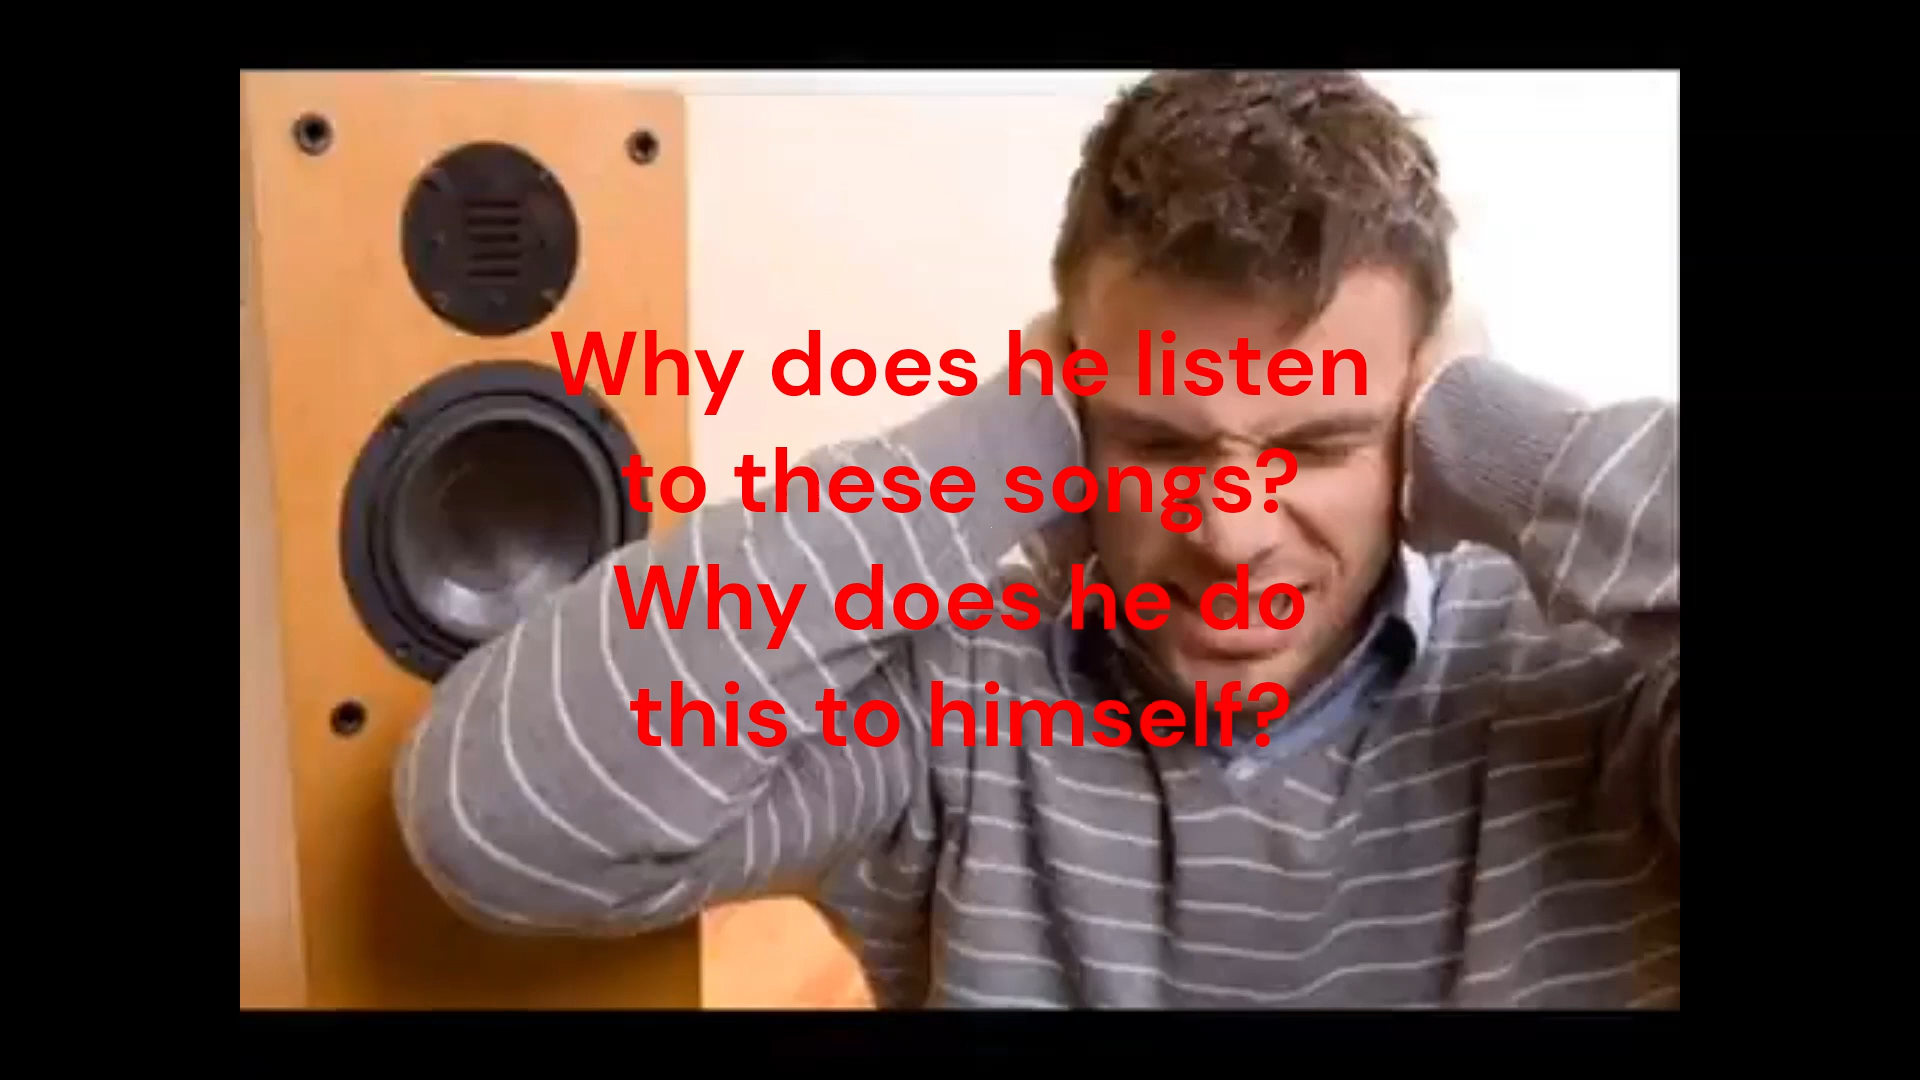 Why does he listen
to these songs?
Why does he do
this to himself?